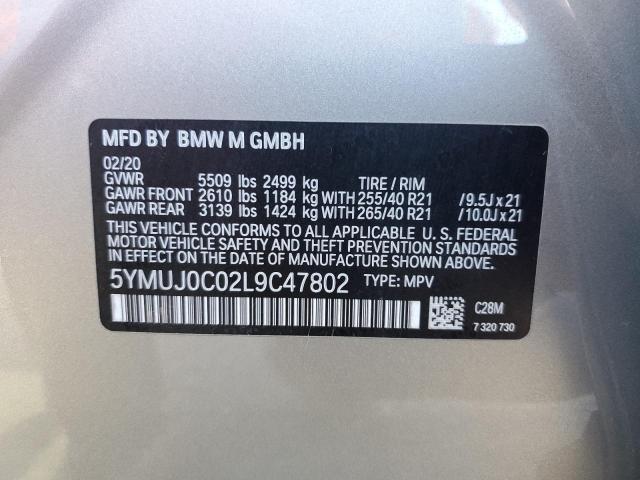 MFD BY BMW M GMBH
02/20
GVWR 5509 lbs 2499 kg TIRE / RIM
GAWR FRONT 2610 lbs 1184 kg WITH 255/40 R21 /9.5J x 21
GAWR REAR 3139 lbs 1424 kg WITH 265/40 R21 /10.0J x 21
THIS VEHICLE CONFORMS TO ALL APPLICABLE U. S. FEDERAL
MOTOR VEHICLE SAFETY AND THEFT PREVENTION STANDARDS
IN EFFECT ON THE DATE OF MANUFACTURE SHOWN ABOVE.
5YMUJ0C02L9C47802 TYPE: MPV
C28M
7 320 730